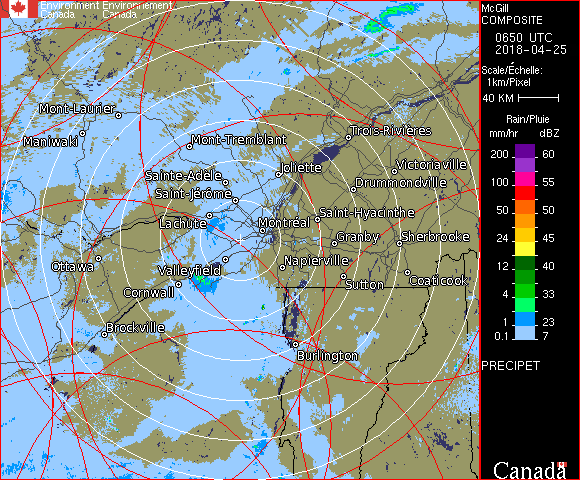 Environment Environnement
Canada Canada
McGill
COMPOSITE
0650 UTC
2018-04-25
Scale/Échelle:
1km/Pixel
40 KM
Rain/Pluie
mm/hr dBZ
200 60
100 55
50 50
24 45
12 40
4 33
1 23
0.1 7
PRECIPET
Canada
Mont-Laurier
Maniwaki
Mont-Tremblant
Trois-Rivières
Sainte-Adèle
Joliette
Victoriaville
Saint-Jérôme
Drummondville
Lachute
Montréal
Saint-Hyacinthe
Granby
Sherbrooke
Ottawa
Valleyfield
Napierville
Cornwall
Sutton
Coaticook
Brockville
Burlington